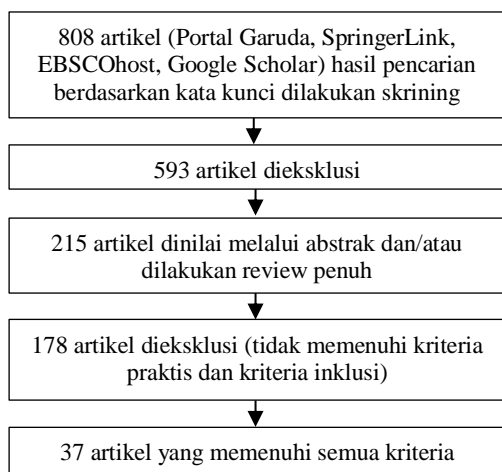 808 artikel (Portal Garuda, SpringerLink,
EBSCOhost, Google Scholar) hasil pencarian
berdasarkan kata kunci dilakukan skrining
593 artikel dieksklusi
215 artikel dinilai melalui abstrak dan/atau
dilakukan review penuh
178 artikel dieksklusi (tidak memenuhi kriteria
praktis dan kriteria inklusi)
37 artikel yang memenuhi semua kriteria